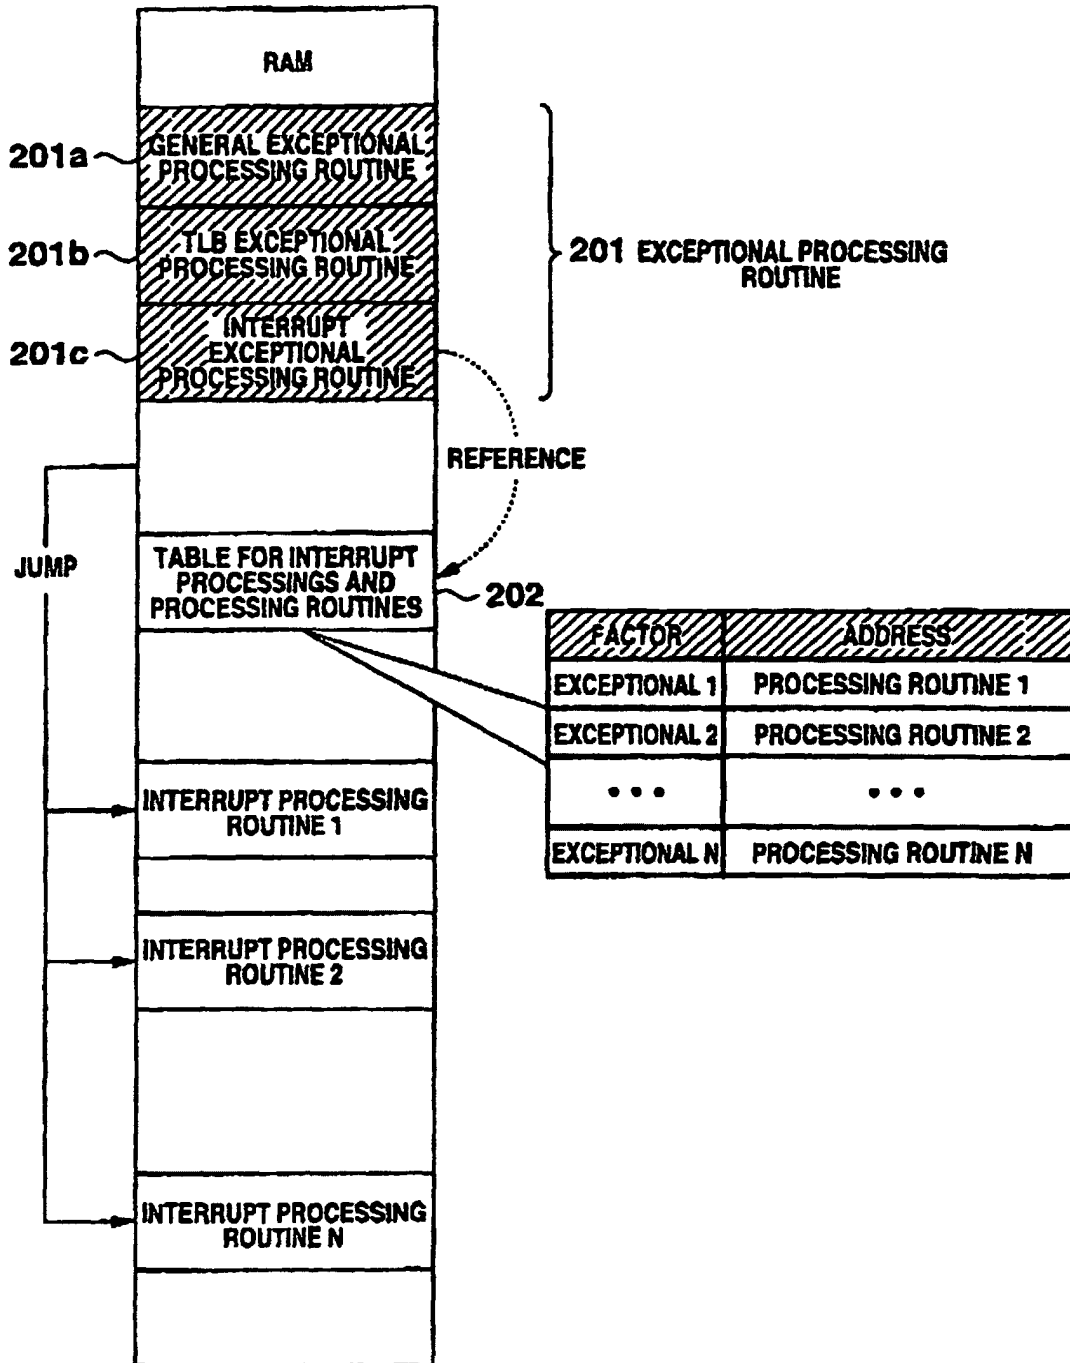 RAM
201a
GENERAL EXCEPTIONAL
PROCESSING ROUTINE
201b
TLB EXCEPTIONAL
PROCESSING ROUTINE
201c
INTERRUPT
EXCEPTIONAL
PROCESSING ROUTINE
201 EXCEPTIONAL PROCESSING
ROUTINE
REFERENCE
JUMP
TABLE FOR INTERRUPT
PROCESSINGS AND
PROCESSING ROUTINES
202
FACTOR ADDRESS
EXCEPTIONAL 1 PROCESSING ROUTINE 1
EXCEPTIONAL 2 PROCESSING ROUTINE 2
• • • • • •
EXCEPTIONAL N PROCESSING ROUTINE N
INTERRUPT PROCESSING
ROUTINE 1
INTERRUPT PROCESSING
ROUTINE 2
INTERRUPT PROCESSING
ROUTINE N